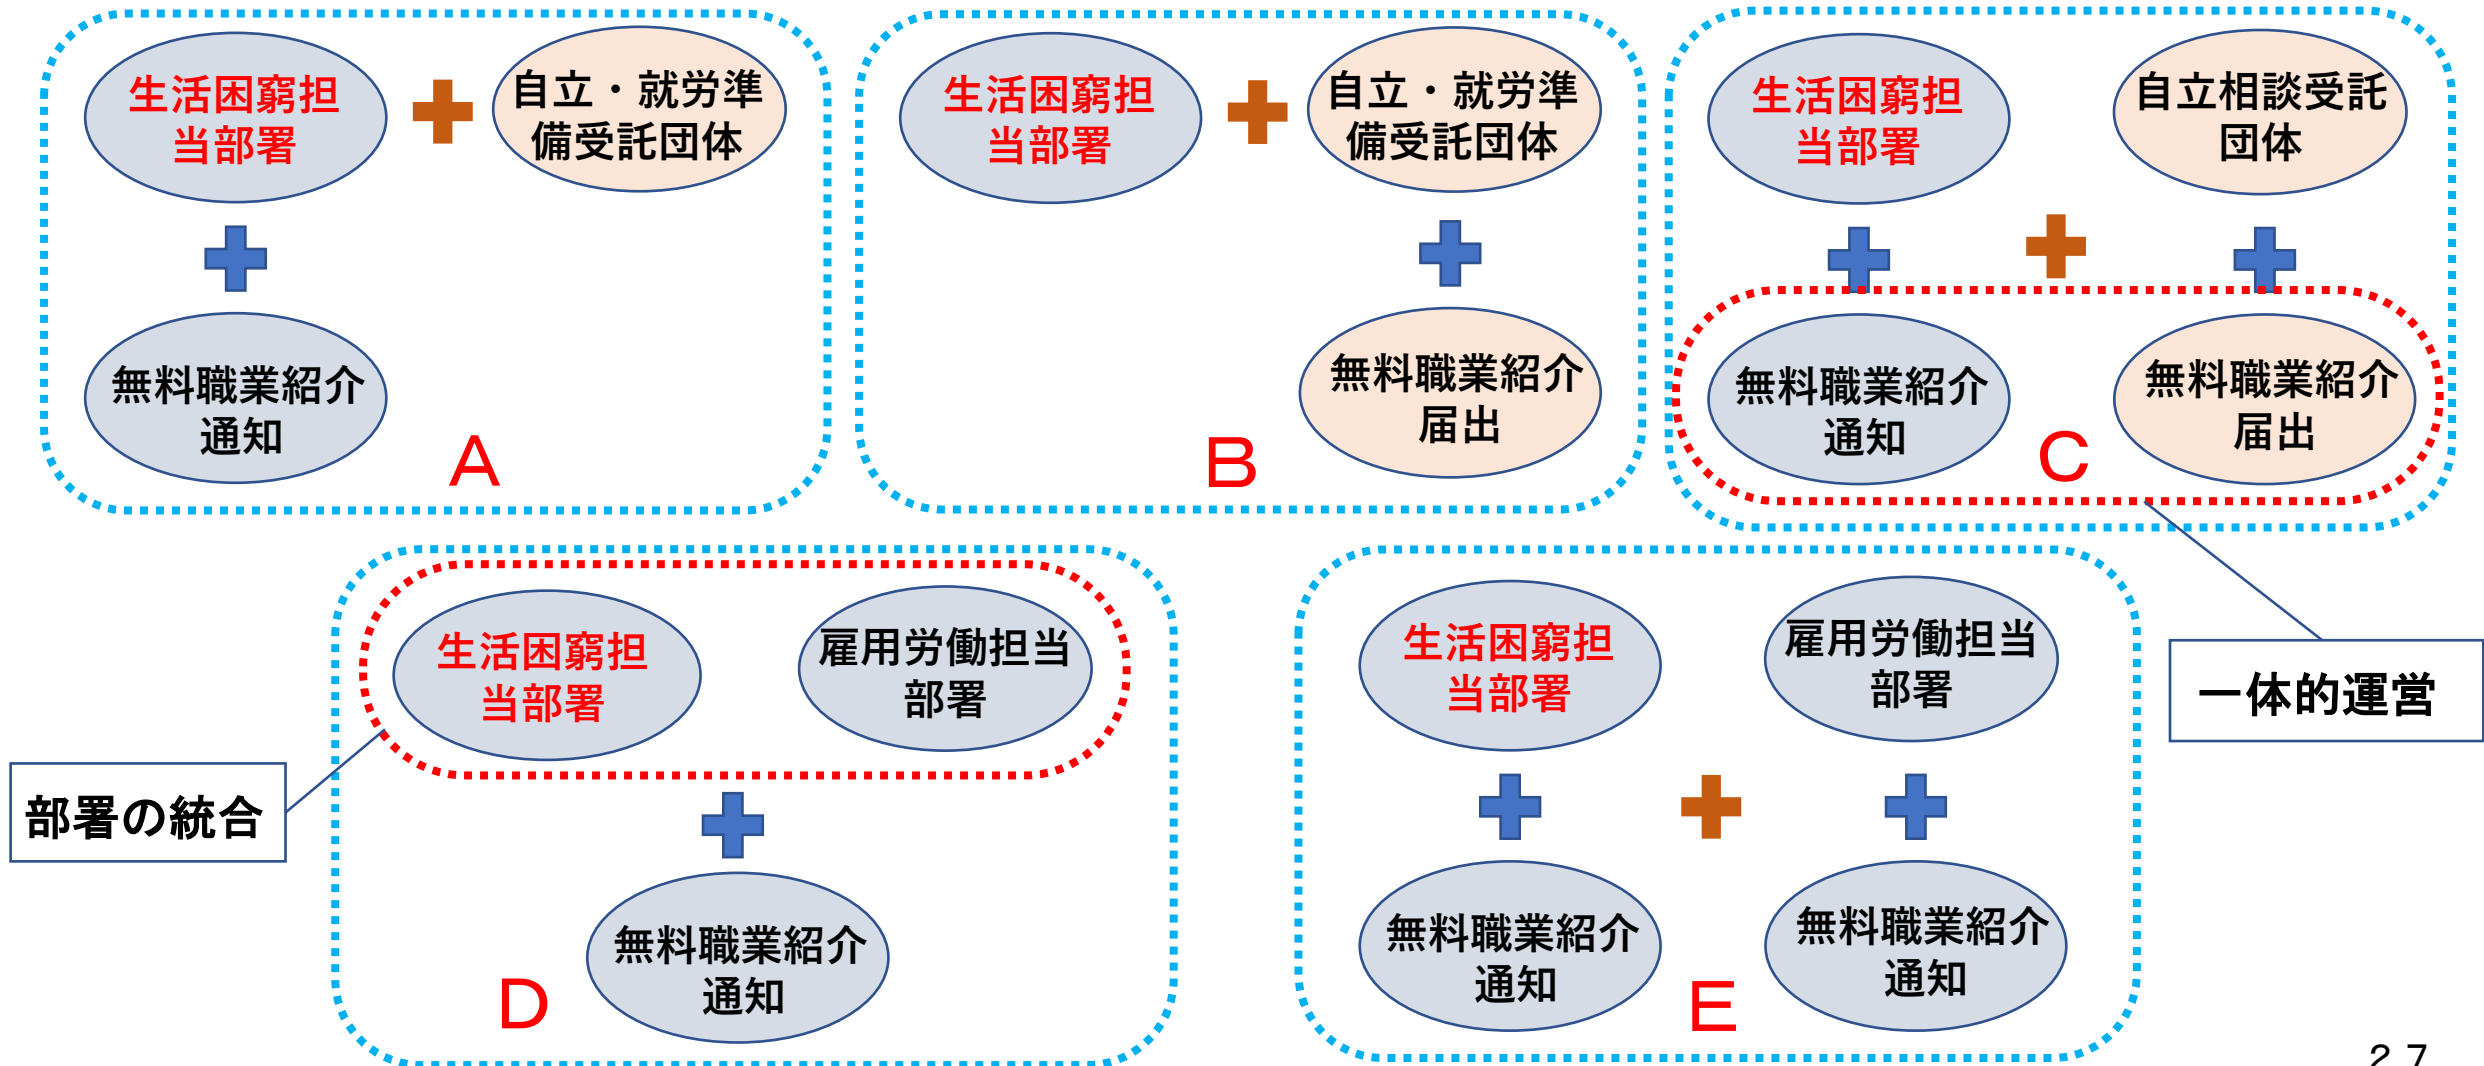 生活困窮担
当部署
自立・就労準
備受託団体
無料職業紹介
通知
A
生活困窮担
当部署
自立・就労準
備受託団体
無料職業紹介
届出
B
生活困窮担
当部署
自立相談受託
団体
無料職業紹介
通知
無料職業紹介
届出
C
一体的運営
生活困窮担
当部署
雇用労働担当
部署
部署の統合
無料職業紹介
通知
D
生活困窮担
当部署
雇用労働担当
部署
無料職業紹介
通知
無料職業紹介
通知
E
27